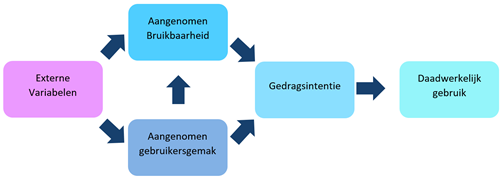 Aangenomen
Bruikbaarheid
Externe
Variabelen
Gedragsintentie
Daadwerkelijk
gebruik
Aangenomen
gebruikersgemak